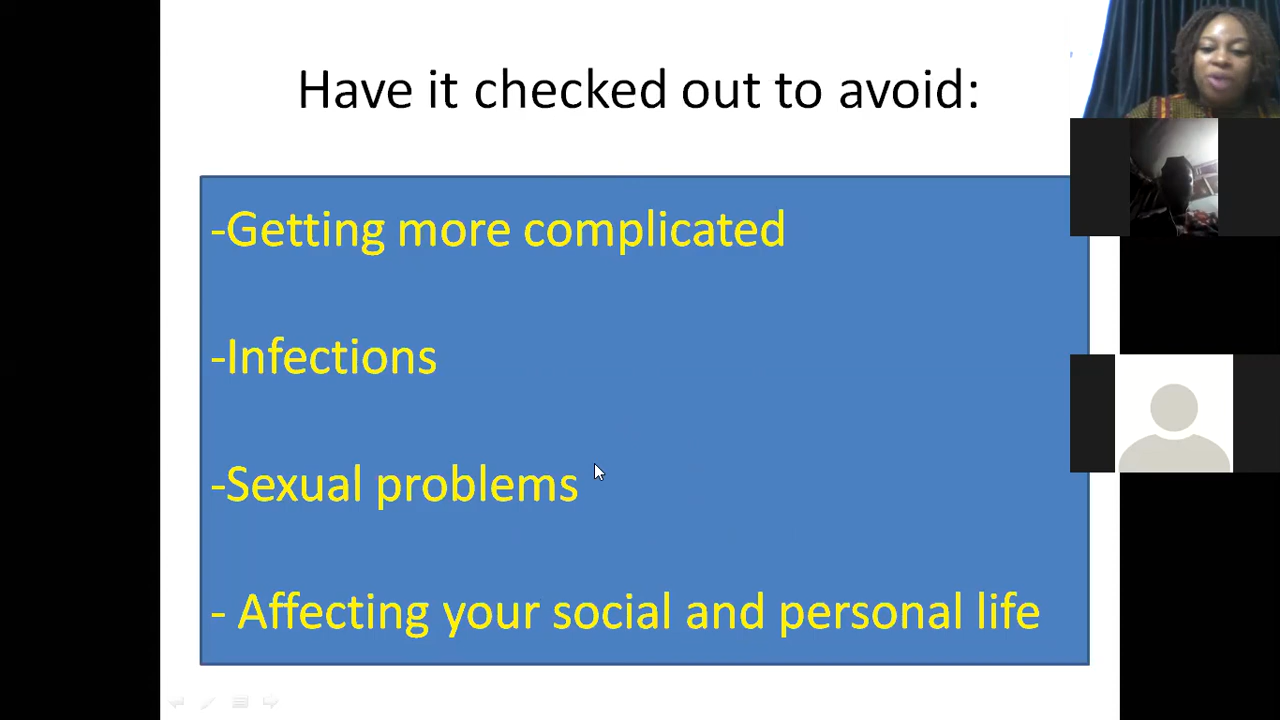 Have it checked out to avoid:
-Getting more complicated
-Infections
-Sexual problems
- Affecting your social and personal life